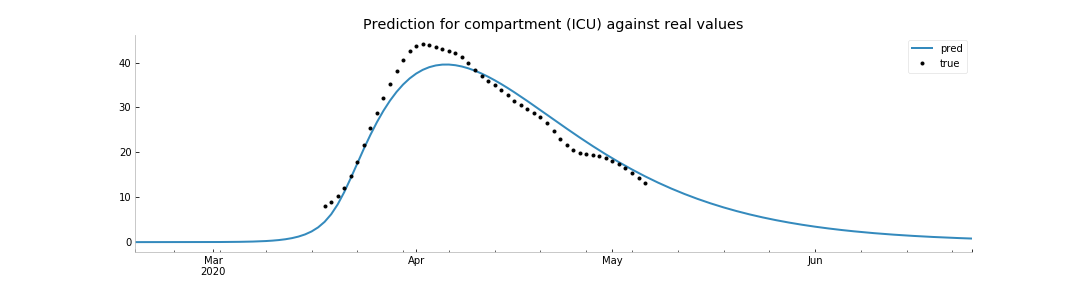 Prediction for compartment (ICU) against real values
pred
true
40
30
20
10
0
Mar
2020
Apr
May
Jun